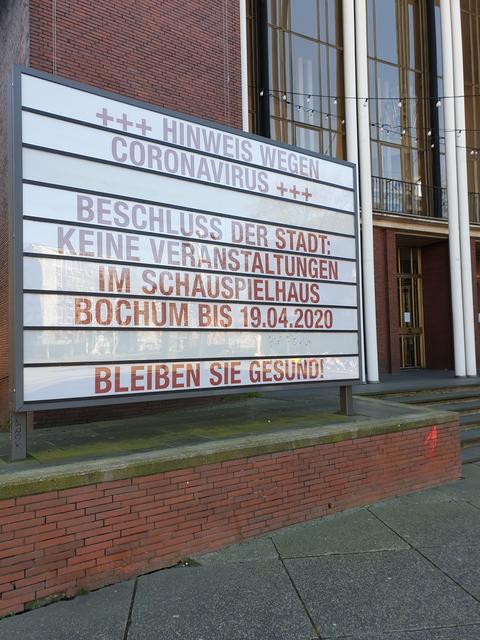 +++ HINWEIS WEGEN
CORONAVIRUS +++
BESCHLUSS DER STADT:
KEINE VERANSTALTUNGEN
IM SCHAUSPIELHAUS
BOCHUM BIS 19.04.2020
BLEIBEN SIE GESUND!